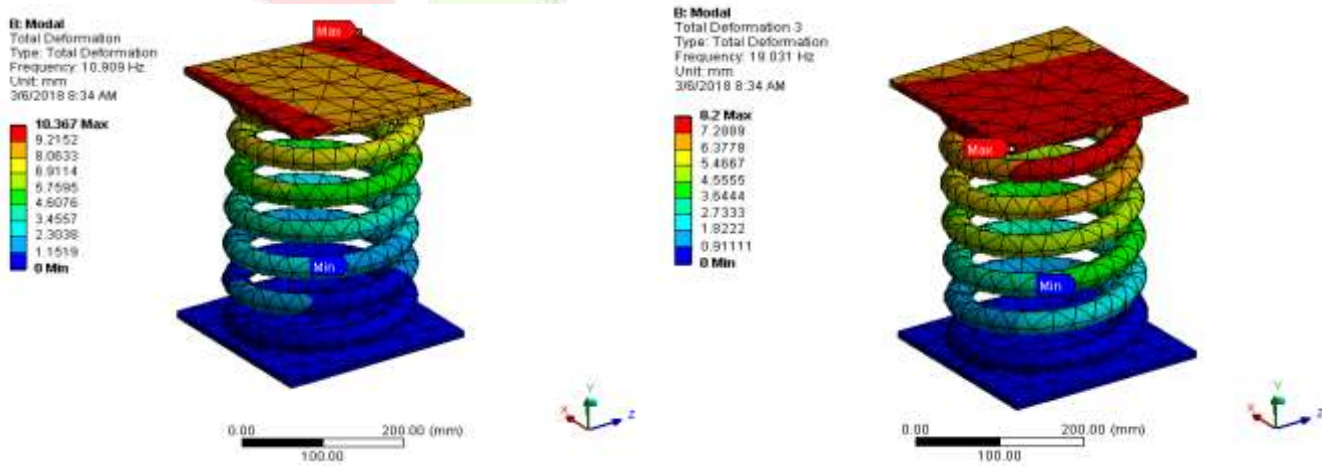 B: Modal
Total Deformation
Type: Total Deformation
Frequency: 10.909 Hz
Unit: mm
3/6/2018 8:34 AM
10.367 Max
9.2152
8.0633
6.9114
5.7595
4.6076
3.4557
2.3038
1.1519
0 Min
Max
Min
0.00
200.00 (mm)
100.00
X
Y
Z
B: Modal
Total Deformation 3
Type: Total Deformation
Frequency: 19.031 Hz
Unit: mm
3/6/2018 8:34 AM
8.2 Max
7.2889
6.3778
5.4667
4.5555
3.6444
2.7333
1.8222
0.91111
0 Min
Max
Min
0.00
200.00 (mm)
100.00
X
Y
Z